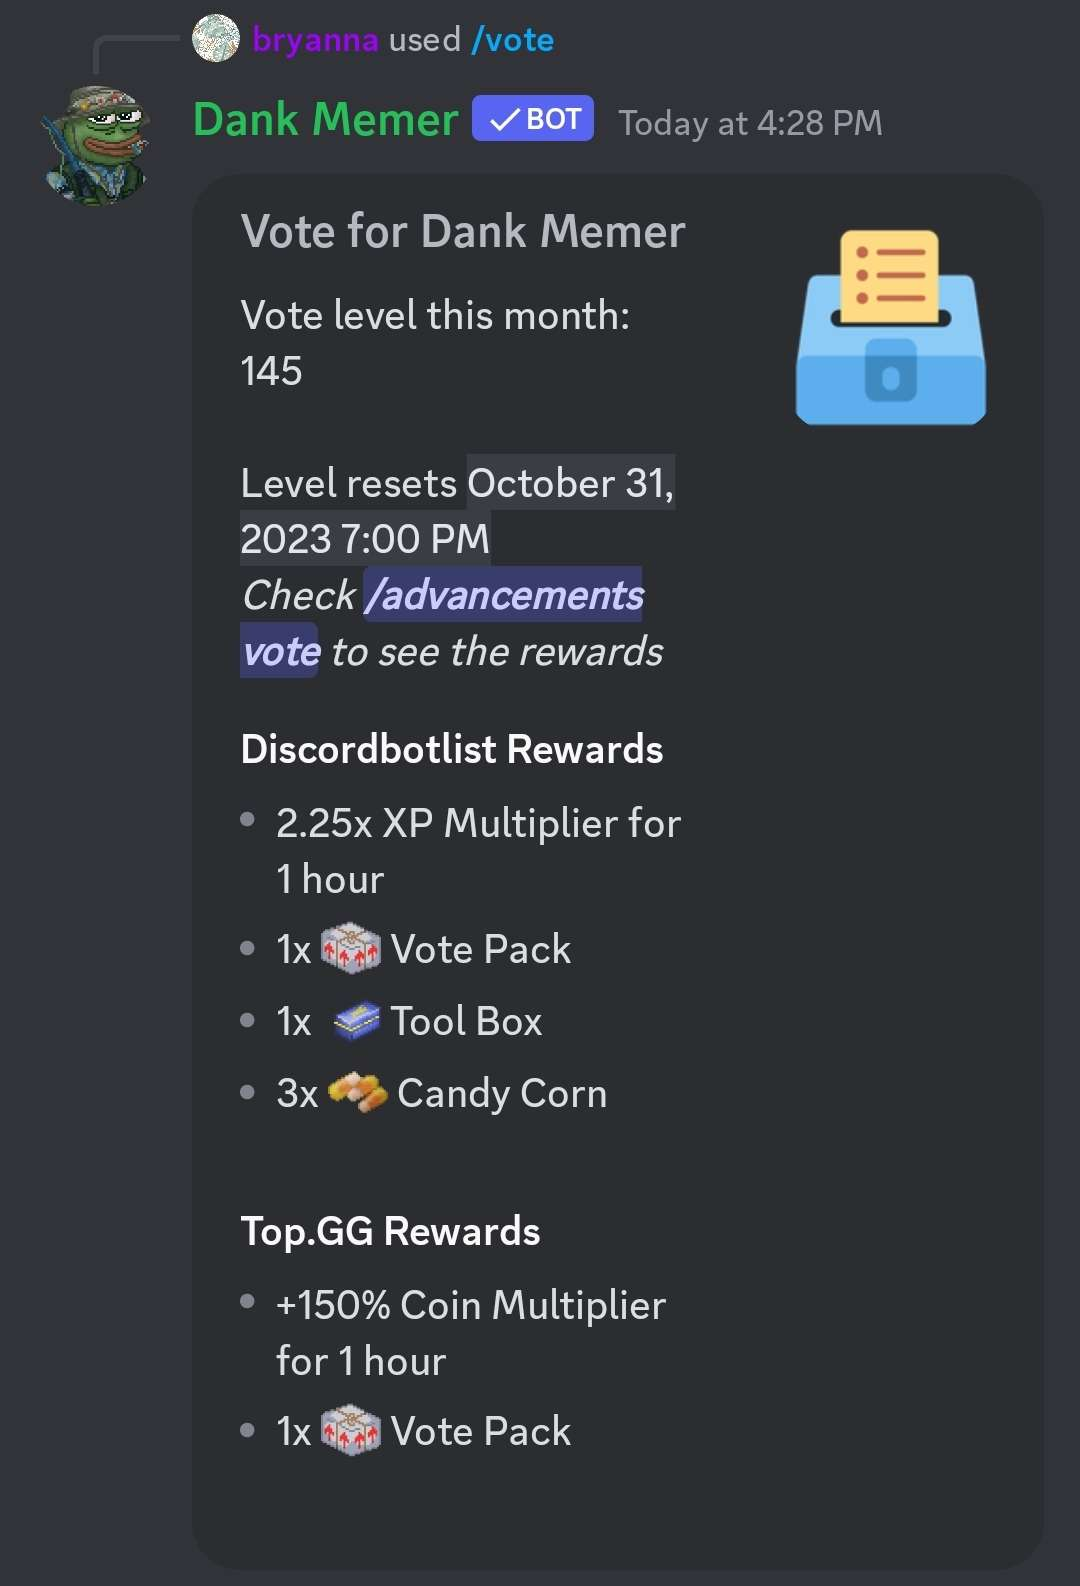 bryanna used /vote
Dank Memer ✓ BOT Today at 4:28 PM
Vote for Dank Memer
Vote level this month:
145
Level resets October 31,
2023 7:00 PM
Check /advancements
vote to see the rewards
Discordbotlist Rewards
• 2.25x XP Multiplier for
1 hour
• 1x Vote Pack
• 1x Tool Box
• 3x Candy Corn
Top.GG Rewards
• +150% Coin Multiplier
for 1 hour
• 1x Vote Pack